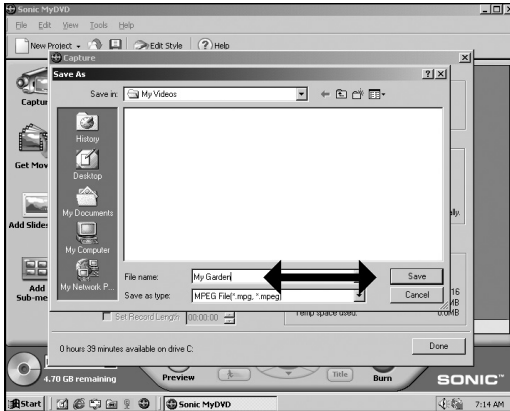 Sonic MyDVD
File Edit View Tools Help
New Project Edit Style Help
Capture
Save As
Save in: My Videos
Captur
History
Desktop
Get Mov
My Documents
Add Slides
My Computer
My Network P...
Add
Sub-me
File name: My Garden Save
Save as type: MPEG File(*.mpg, *.mpeg) Cancel
Set Record Length 00:00:00
Temp space used: 0.0MB
0 hours 39 minutes available on drive C: Done
4.70 GB remaining Preview Title Burn SONIC™
Start Sonic MyDVD 7:14 AM